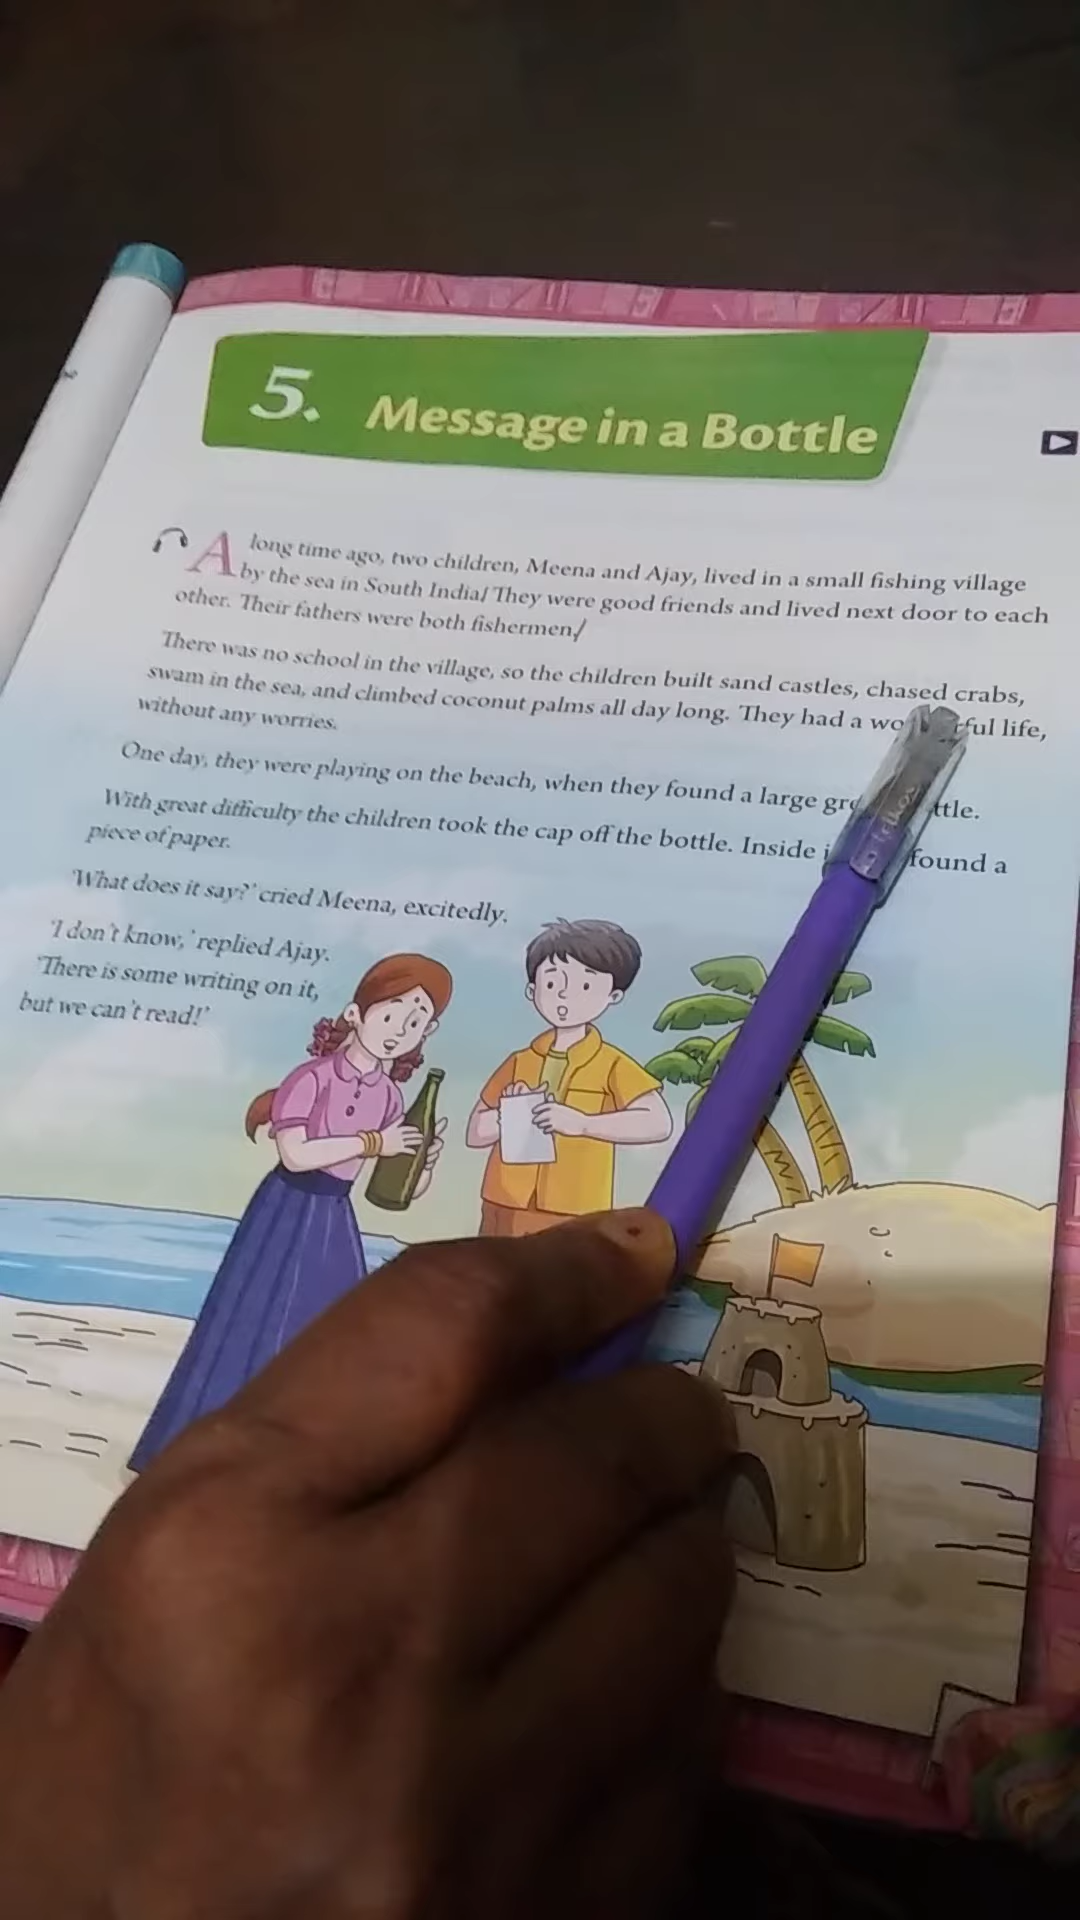 5. Message in a Bottle
A long time ago, two children, Meena and Ajay, lived in a small fishing village
by the sea in South India/ They were good friends and lived next door to each
other. Their fathers were both fishermen/
There was no school in the village, so the children built sand castles, chased crabs,
swam in the sea, and climbed coconut palms all day long. They had a life,
without any worries.
One day, they were playing on the beach, when they found a large
With great difficulty the children took the cap off the bottle. Inside found a
piece of paper.
'What does it say?' cried Meena, excitedly.
'I don't know,' replied Ajay.
'There is some writing on it,
but we can't read!'